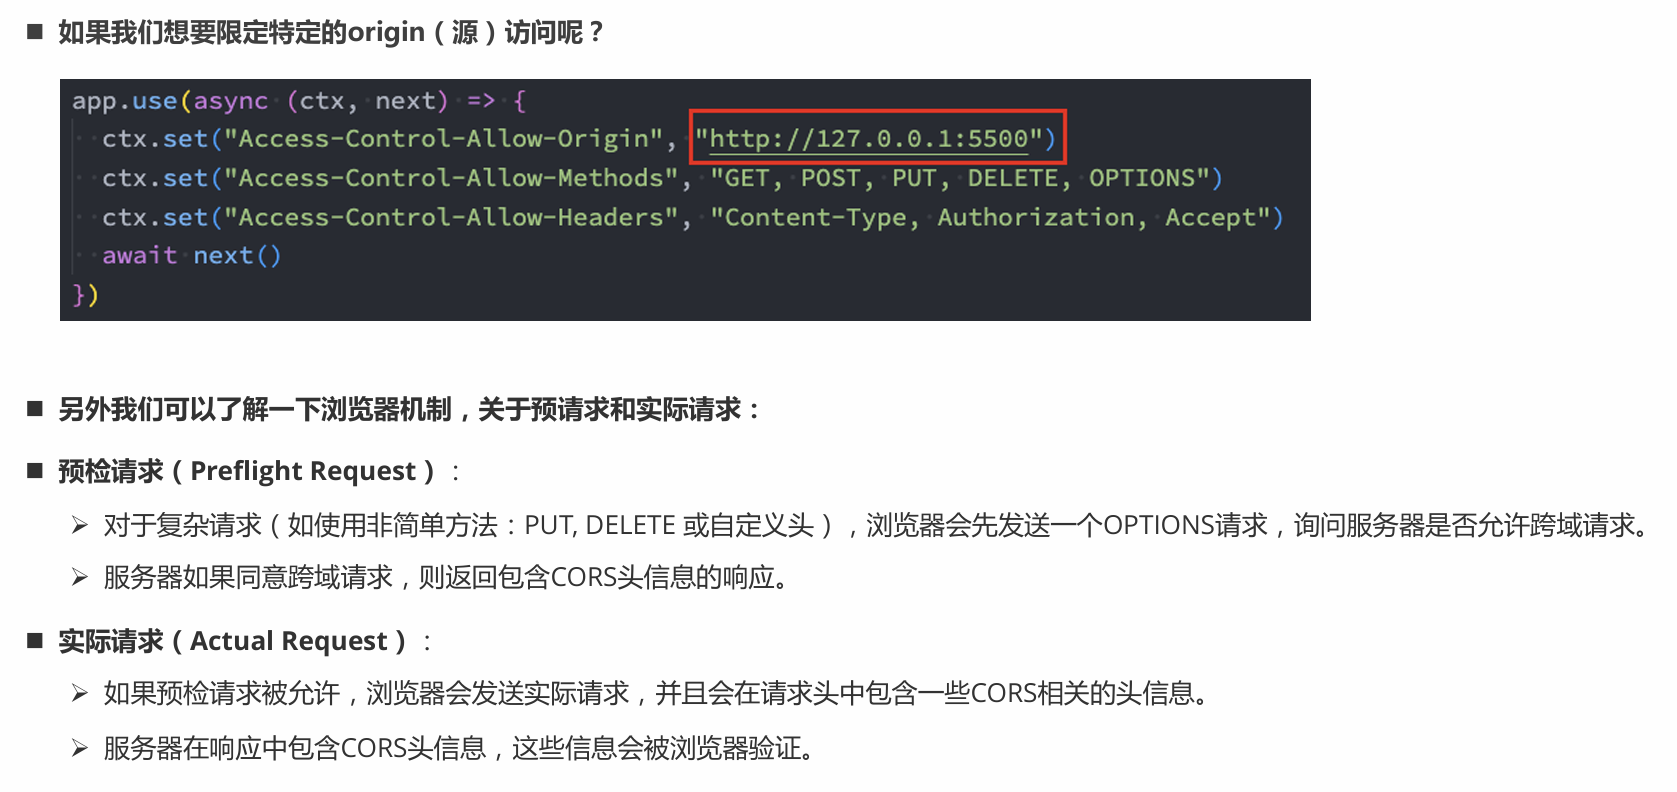 ■ 如果我们想要限定特定的origin（源）访问呢？
app.use(async (ctx, next) => {
  ctx.set("Access-Control-Allow-Origin", "http://127.0.0.1:5500")
  ctx.set("Access-Control-Allow-Methods", "GET, POST, PUT, DELETE, OPTIONS")
  ctx.set("Access-Control-Allow-Headers", "Content-Type, Authorization, Accept")
  await next()
})
■ 另外我们可以了解一下浏览器机制，关于预请求和实际请求：
■ 预检请求（Preflight Request）：
➢ 对于复杂请求（如使用非简单方法：PUT, DELETE 或自定义头），浏览器会先发送一个OPTIONS请求，询问服务器是否允许跨域请求。
➢ 服务器如果同意跨域请求，则返回包含CORS头信息的响应。
■ 实际请求（Actual Request）：
➢ 如果预检请求被允许，浏览器会发送实际请求，并且会在请求头中包含一些CORS相关的头信息。
➢ 服务器在响应中包含CORS头信息，这些信息会被浏览器验证。